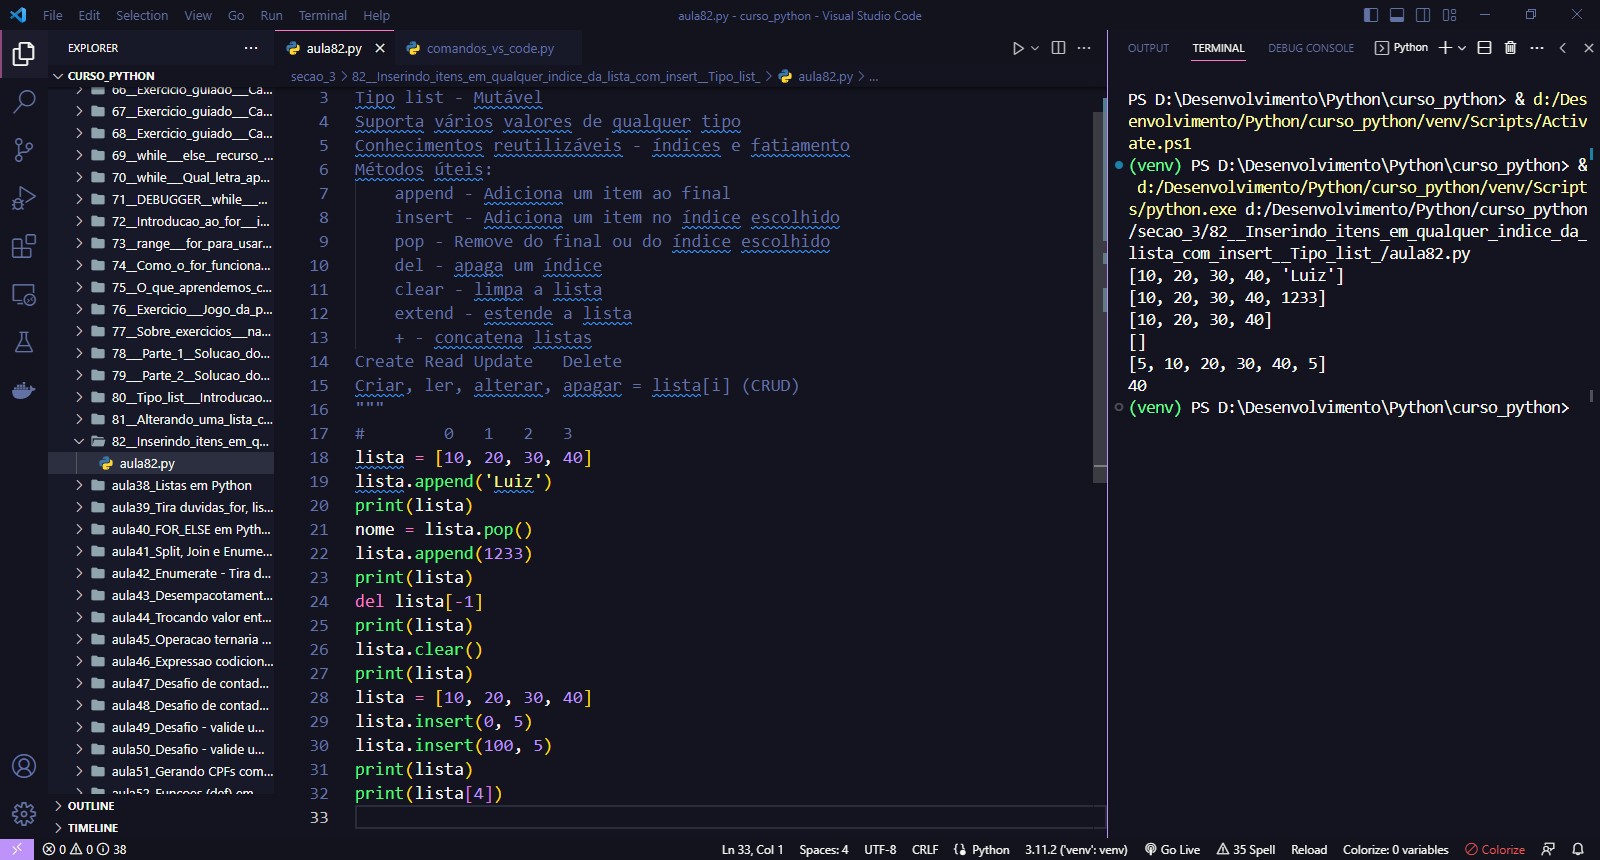 File Edit Selection View Go Run Terminal Help
aula82.py - curso_python - Visual Studio Code
EXPLORER
CURSO_PYTHON
66__Exercicio_guiado__Ca...
67__Exercicio_guiado__Ca...
68__Exercicio_guiado__Ca...
69__while___else__recurso_...
70__while___Qual_letra_ap...
71__DEBUGGER__while__...
72__Introducao_ao_for___i...
73__range___for_para_usar...
74__Como_o_for_funciona...
75__O_que_aprendemos_c...
76__Exercicio___Jogo_da_p...
77__Sobre_exercicios__na...
78___Parte_1__Solucao_do...
79___Parte_2__Solucao_do...
80__Tipo_list__Introducao...
81__Alterando_uma_lista_c...
82__Inserindo_itens_em_q...
aula82.py
aula38_Listas em Python
aula39_Tira duvidas_for, lis...
aula40_FOR_ELSE em Pyth...
aula41_Split, Join e Enume...
aula42_Enumerate - Tira d...
aula43_Desempacotament...
aula44_Trocando valor ent...
aula45_Operacao ternaria ...
aula46_Expressao codicion...
aula47_Desafio de contad...
aula48_Desafio de contad...
aula49_Desafio - valide u...
aula50_Desafio - valide u...
aula51_Gerando CPFs com...
aula52_Funcoes (def) em
OUTLINE
TIMELINE
aula82.py comandos_vs_code.py
secao_3 > 82__Inserindo_itens_em_qualquer_indice_da_lista_com_insert__Tipo_list_ > aula82.py > ...
3 Tipo list - Mutável
4 Suporta vários valores de qualquer tipo
5 Conhecimentos reutilizáveis - índices e fatiamento
6 Métodos úteis:
7     append - Adiciona um item ao final
8     insert - Adiciona um item no índice escolhido
9     pop - Remove do final ou do índice escolhido
10     del - apaga um índice
11     clear - limpa a lista
12     extend - estende a lista
13     + - concatena listas
14 Create Read Update   Delete
15 Criar, ler, alterar, apagar = lista[i] (CRUD)
16 """
17 #        0   1   2   3
18 lista = [10, 20, 30, 40]
19 lista.append('Luiz')
20 print(lista)
21 nome = lista.pop()
22 lista.append(1233)
23 print(lista)
24 del lista[-1]
25 print(lista)
26 lista.clear()
27 print(lista)
28 lista = [10, 20, 30, 40]
29 lista.insert(0, 5)
30 lista.insert(100, 5)
31 print(lista)
32 print(lista[4])
33
OUTPUT TERMINAL DEBUG CONSOLE Python
PS D:\Desenvolvimento\Python\curso_python> & d:/Des
envolvimento/Python/curso_python/venv/Scripts/Activ
ate.ps1
(venv) PS D:\Desenvolvimento\Python\curso_python> &
 d:/Desenvolvimento/Python/curso_python/venv/Script
s/python.exe d:/Desenvolvimento/Python/curso_python
/secao_3/82__Inserindo_itens_em_qualquer_indice_da_
lista_com_insert__Tipo_list_/aula82.py
[10, 20, 30, 40, 'Luiz']
[10, 20, 30, 40, 1233]
[10, 20, 30, 40]
[]
[5, 10, 20, 30, 40, 5]
40
(venv) PS D:\Desenvolvimento\Python\curso_python>
0 0 38 Ln 33, Col 1 Spaces: 4 UTF-8 CRLF Python 3.11.2 ('venv': venv) Go Live 35 Spell Reload Colorize: 0 variables Colorize